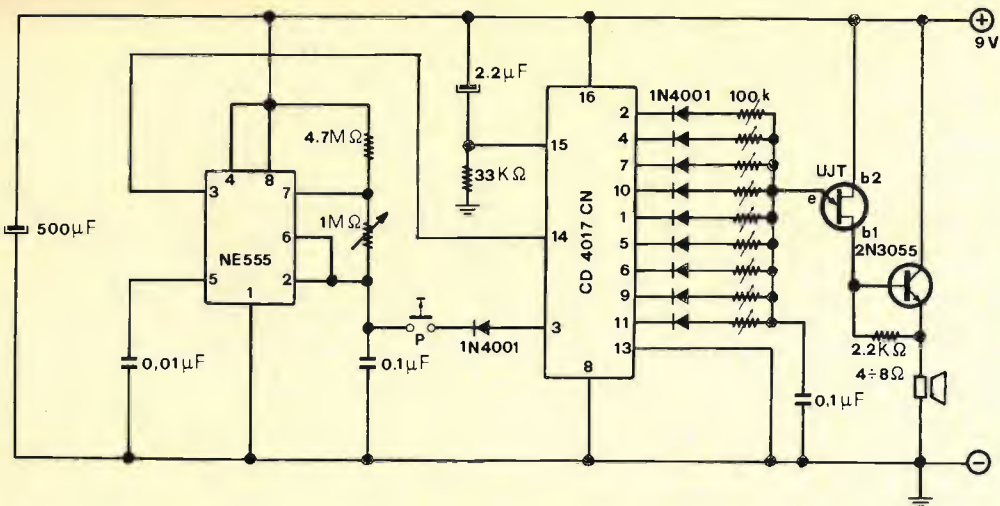 9V
2.2µF
16
1N4001
100k
2
4
7
10
1
5
6
9
11
13
15
14
3
8
CD 4017 CN
33KΩ
4.7MΩ
1MΩ
4
8
3
7
6
2
5
1
NE555
500µF
0,01µF
0.1µF
P
1N4001
UJT
b2
e
b1
2N3055
2.2KΩ
4÷8Ω
0,1µF